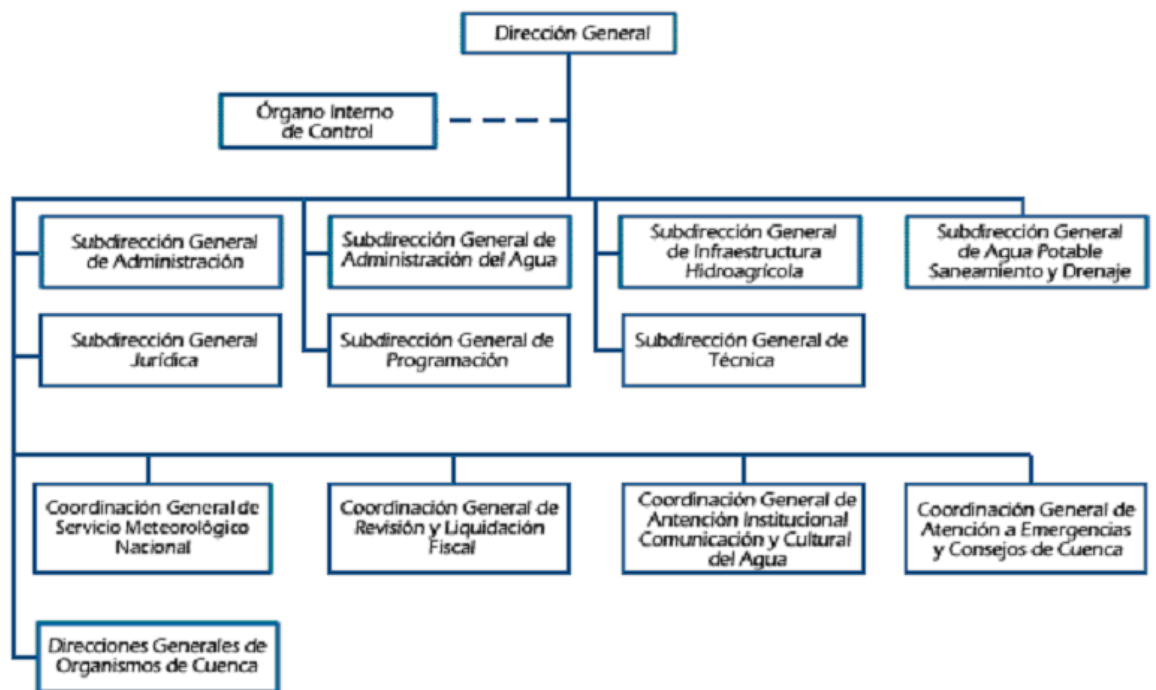 Dirección General
Órgano Interno
de Control
Subdirección General
de Administración
Subdirección General de
Administración del Agua
Subdirección General
de Infraestructura
Hidroagrícola
Subdirección General
de Agua Potable
Saneamiento y Drenaje
Subdirección General
Jurídica
Subdirección General de
Programación
Subdirección General de
Técnica
Coordinación General de
Servicio Meteorológico
Nacional
Coordinación General de
Revisión y Liquidación
Fiscal
Coordinación General de
Antención Institucional
Comunicación y Cultural
del Agua
Coordinación General de
Atención a Emergencias
y Consejos de Cuenca
Direcciones Generales de
Organismos de Cuenca